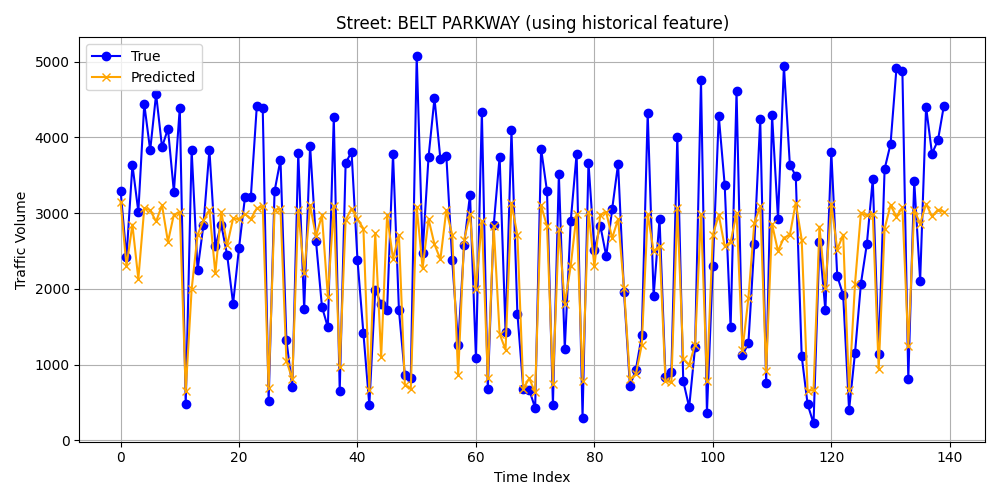 Street: BELT PARKWAY (using historical feature)
True
Predicted
Traffic Volume
5000
4000
3000
2000
1000
0
0 20 40 60 80 100 120 140
Time Index